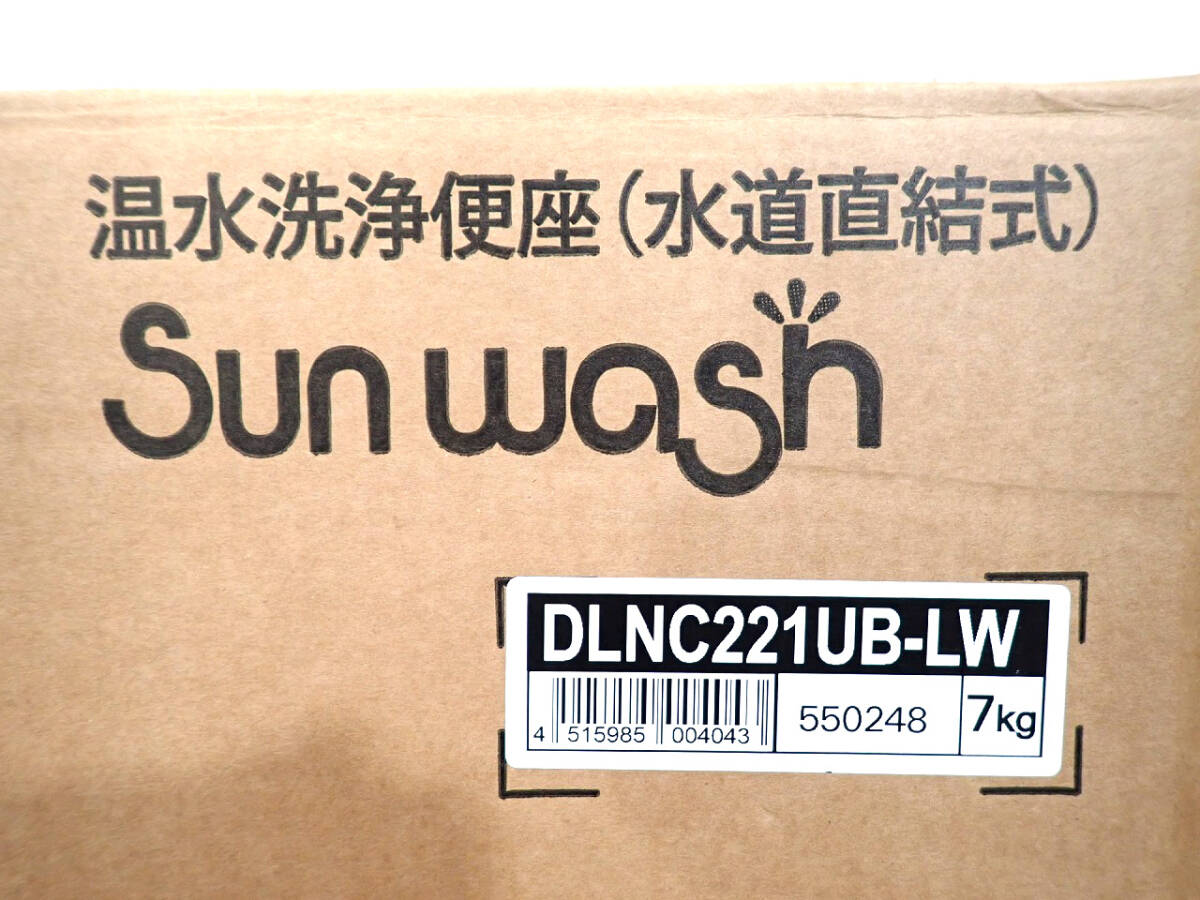 温水洗浄便座(水道直結式)
Sun wash
DLNC221UB-LW
4 515985 004043
550248
7kg